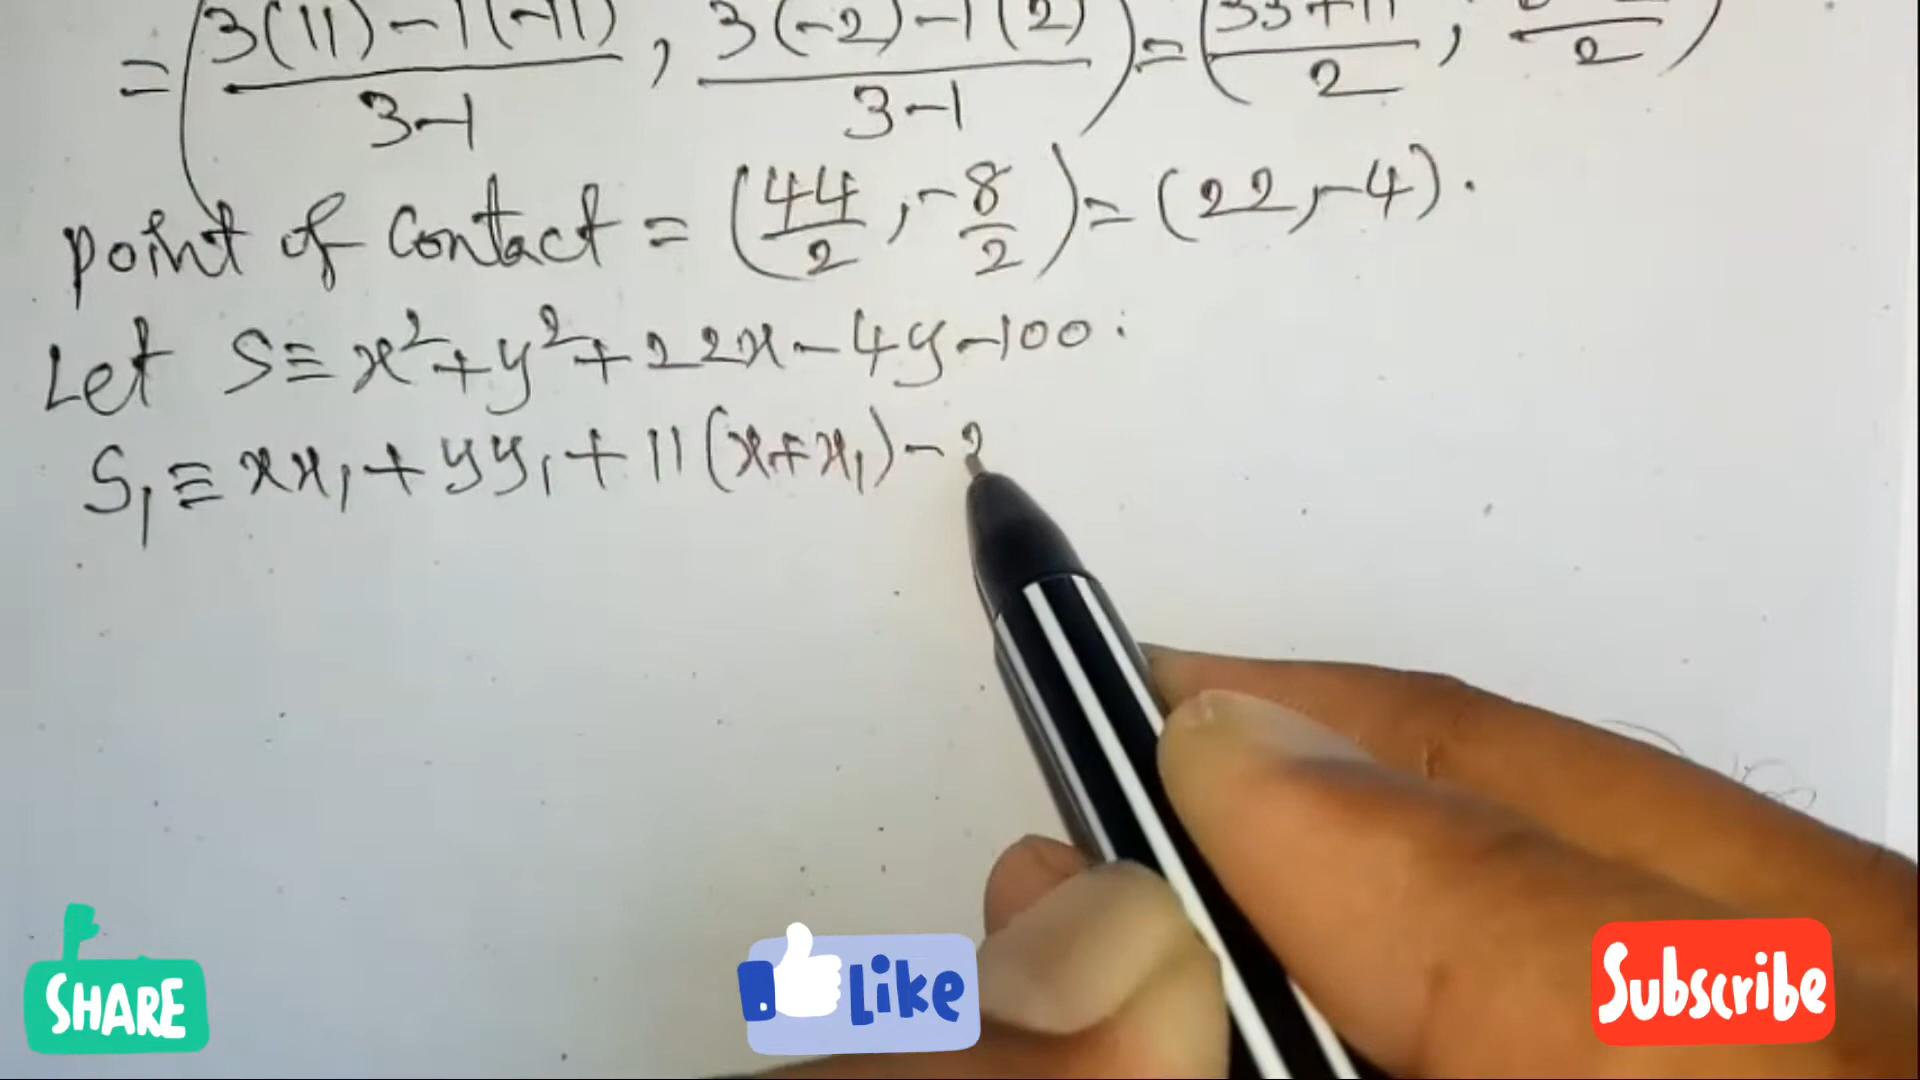 = (3(11)-1(-11)/3-1, 3(-2)-1(2)/3-1) = (33+11/2, /2)
point of contact = (44/2, -8/2) = (22, -4).
Let S ≡ x²+y²+22x-4y-100.
S₁ ≡ xx₁+yy₁+11(x+x₁)-2
SHARE
Like
Subscribe